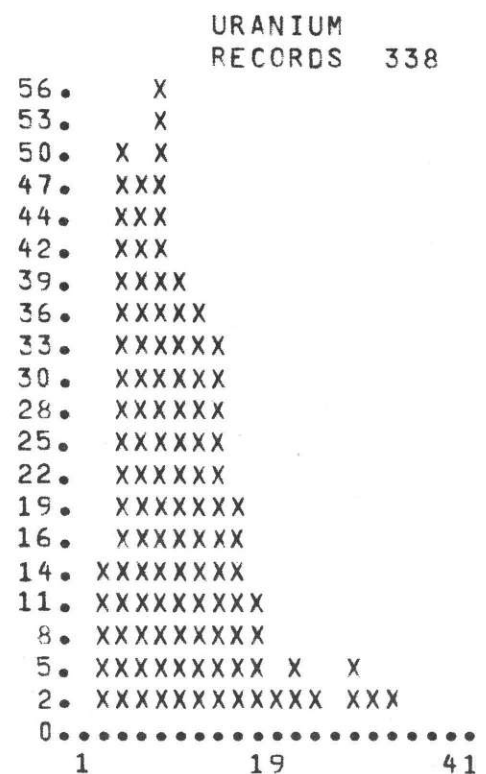 URANIUM
RECORDS 338
56. X
53. X
50. X X
47. XXX
44. XXX
42. XXX
39. XXXX
36. XXXXX
33. XXXXXX
30. XXXXXX
28. XXXXXX
25. XXXXXX
22. XXXXXX
19. XXXXXXX
16. XXXXXXX
14. XXXXXXXX
11. XXXXXXXXX
8. XXXXXXXXX
5. XXXXXXXXX X X
2. XXXXXXXXXXXX XXX
0.....................
1 19 41